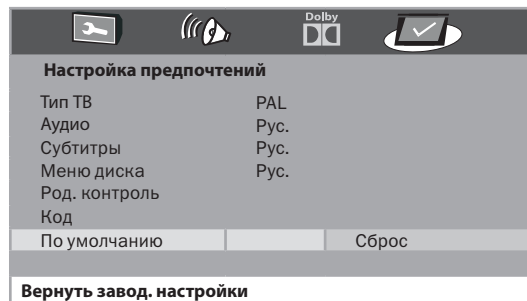 Dolby
Настройка предпочтений
Тип ТВ PAL
Аудио Рус.
Субтитры Рус.
Меню диска Рус.
Род. контроль
Код
По умолчанию Сброс
Вернуть завод. настройки